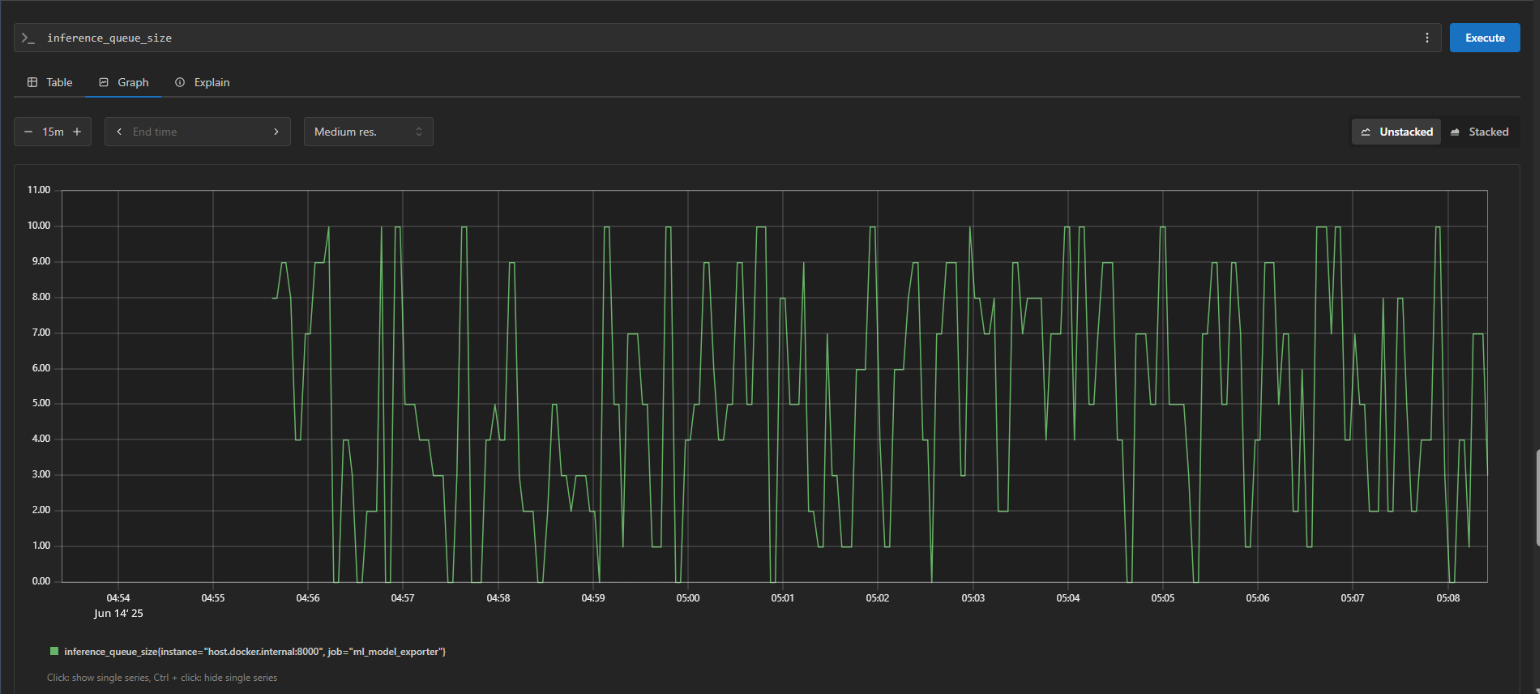 inference_queue_size
Execute
Table Graph Explain
15m End time Medium res. Unstacked Stacked
11.00
10.00
9.00
8.00
7.00
6.00
5.00
4.00
3.00
2.00
1.00
0.00
04:54 04:55 04:56 04:57 04:58 04:59 05:00 05:01 05:02 05:03 05:04 05:05 05:06 05:07 05:08
Jun 14' 25
inference_queue_size{instance="host.docker.internal:8000", job="ml_model_exporter"}
Click: show single series, Ctrl + click: hide single series